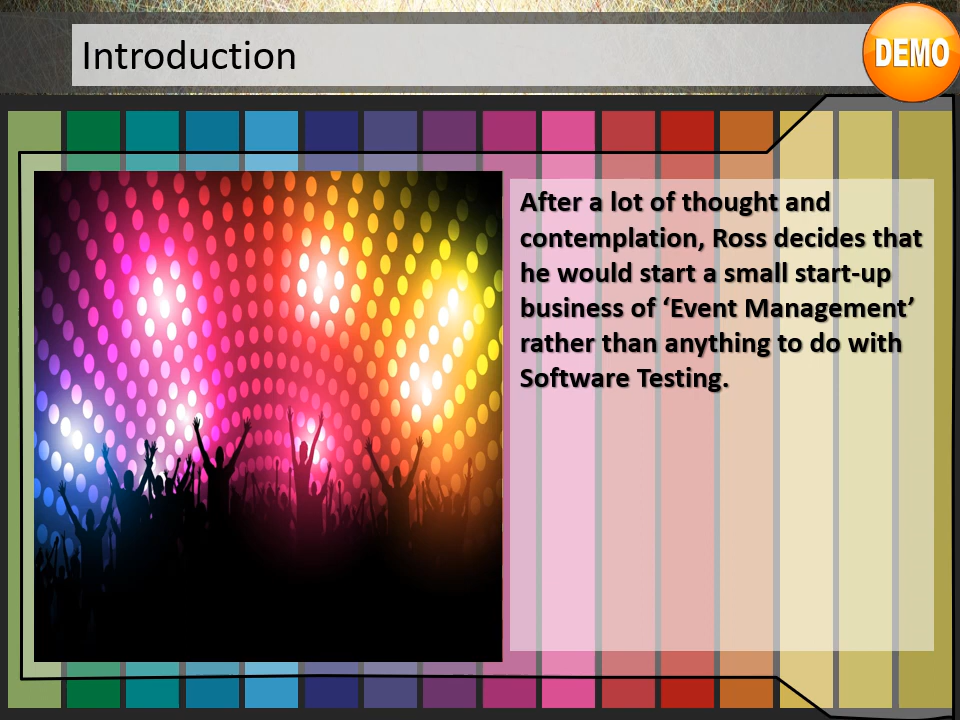 Introduction
DEMO
After a lot of thought and
contemplation, Ross decides that
he would start a small start-up
business of ‘Event Management’
rather than anything to do with
Software Testing.